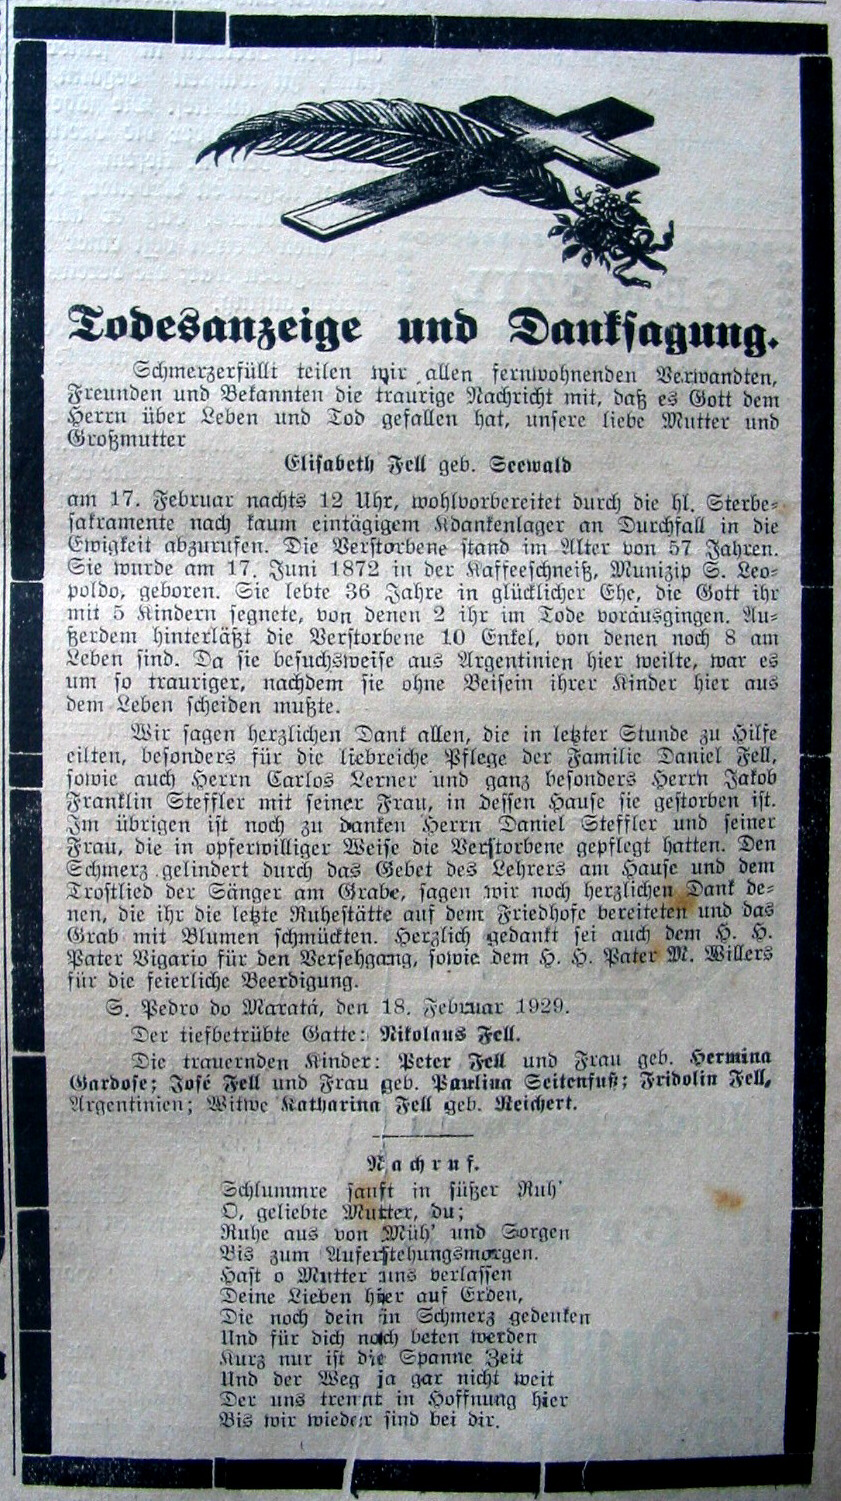 Todesanzeige und Danksagung.
Schmerzerfüllt teilen wir allen fernwohnenden Verwandten,
Freunden und Bekannten die traurige Nachricht mit, daß es Gott dem
Herrn über Leben und Tod gefallen hat, unsere liebe Mutter und
Großmutter
Elisabeth Fell geb. Seewald
am 17. Februar nachts 12 Uhr, wohlvorbereitet durch die hl. Sterbe-
sakramente nach kaum eintägigem Kdankenlager an Durchfall in die
Ewigkeit abzurufen. Die Verstorbene stand im Alter von 57 Jahren.
Sie wurde am 17. Juni 1872 in der Kaffeeschneiß, Munizip S. Leo-
poldo, geboren. Sie lebte 36 Jahre in glücklicher Ehe, die Gott ihr
mit 5 Kindern segnete, von denen 2 ihr im Tode vorausgingen. Au-
ßerdem hinterläßt die Verstorbene 10 Enkel, von denen noch 8 am
Leben sind. Da sie besuchsweise aus Argentinien hier weilte, war es
um so trauriger, nachdem sie ohne Beisein ihrer Kinder hier aus
dem Leben scheiden mußte.
Wir sagen herzlichen Dank allen, die in letzter Stunde zu Hilfe
eilten, besonders für die liebreiche Pflege der Familie Daniel Fell,
sowie auch Herrn Carlos Lerner und ganz besonders Herrn Jakob
Franklin Steffler mit seiner Frau, in dessen Hause sie gestorben ist.
Im übrigen ist noch zu danken Herrn Daniel Steffler und seiner
Frau, die in opferwilliger Weise die Verstorbene gepflegt hatten. Den
Schmerz gelindert durch das Gebet des Lehrers am Hause und dem
Trostlied der Sänger am Grabe, sagen wir noch herzlichen Dank de-
nen, die ihr die letzte Ruhestätte auf dem Friedhofe bereiteten und das
Grab mit Blumen schmückten. Herzlich gedankt sei auch dem H. H.
Pater Vigario für den Versehgang, sowie dem H. H. Pater M. Willers
für die feierliche Beerdigung.
S. Pedro do Maratá, den 18. Februar 1929.
Der tiefbetrübte Gatte: Nikolaus Fell.
Die trauernden Kinder: Peter Fell und Frau geb. Hermina
Gardose; José Fell und Frau geb. Paulina Seitenfuß; Fridolin Fell,
Argentinien; Witwe Katharina Fell geb. Reichert.
Nachruf.
Schlummre sanft in süßer Ruh'
O, geliebte Mutter, du;
Ruhe aus von Müh' und Sorgen
Bis zum Auferstehungsmorgen.
Hast o Mutter uns verlassen
Deine Lieben hier auf Erden,
Die noch dein in Schmerz gedenken
Und für dich noch beten werden
Kurz nur ist die Spanne Zeit
Und der Weg ja gar nicht weit
Der uns trennt in Hoffnung hier
Bis wir wieder sind bei dir.